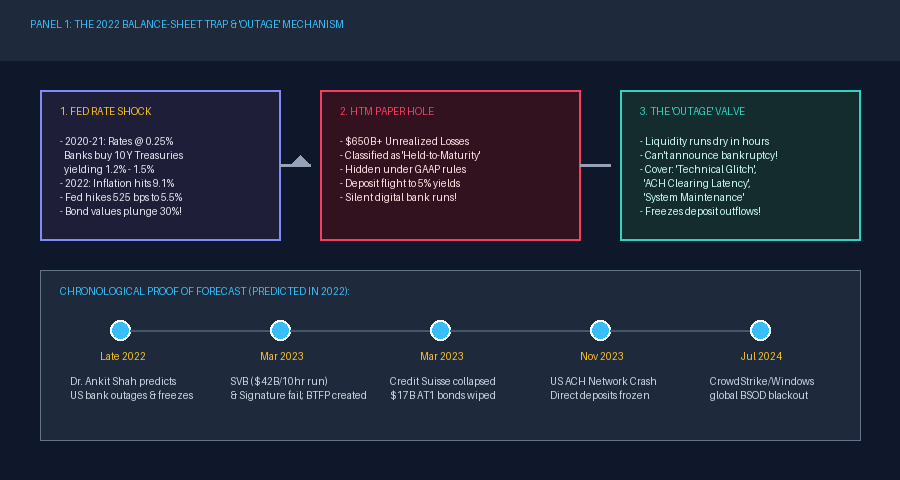 PANEL 1: THE 2022 BALANCE-SHEET TRAP & 'OUTAGE' MECHANISM
1. FED RATE SHOCK
- 2020-21: Rates @ 0.25%
Banks buy 10Y Treasuries
yielding 1.2% - 1.5%
- 2022: Inflation hits 9.1%
- Fed hikes 525 bps to 5.5%
- Bond values plunge 30%!
2. HTM PAPER HOLE
- $650B+ Unrealized Losses
- Classified as 'Held-to-Maturity'
- Hidden under GAAP rules
- Deposit flight to 5% yields
- Silent digital bank runs!
3. THE 'OUTAGE' VALVE
- Liquidity runs dry in hours
- Can't announce bankruptcy!
- Cover: 'Technical Glitch',
'ACH Clearing Latency',
'System Maintenance'
- Freezes deposit outflows!
CHRONOLOGICAL PROOF OF FORECAST (PREDICTED IN 2022):
Late 2022
Dr. Ankit Shah predicts
US bank outages & freezes
Mar 2023
SVB ($42B/10hr run)
& Signature fail; BTFP created
Mar 2023
Credit Suisse collapsed
$17B AT1 bonds wiped
Nov 2023
US ACH Network Crash
Direct deposits frozen
Jul 2024
CrowdStrike/Windows
global BSOD blackout